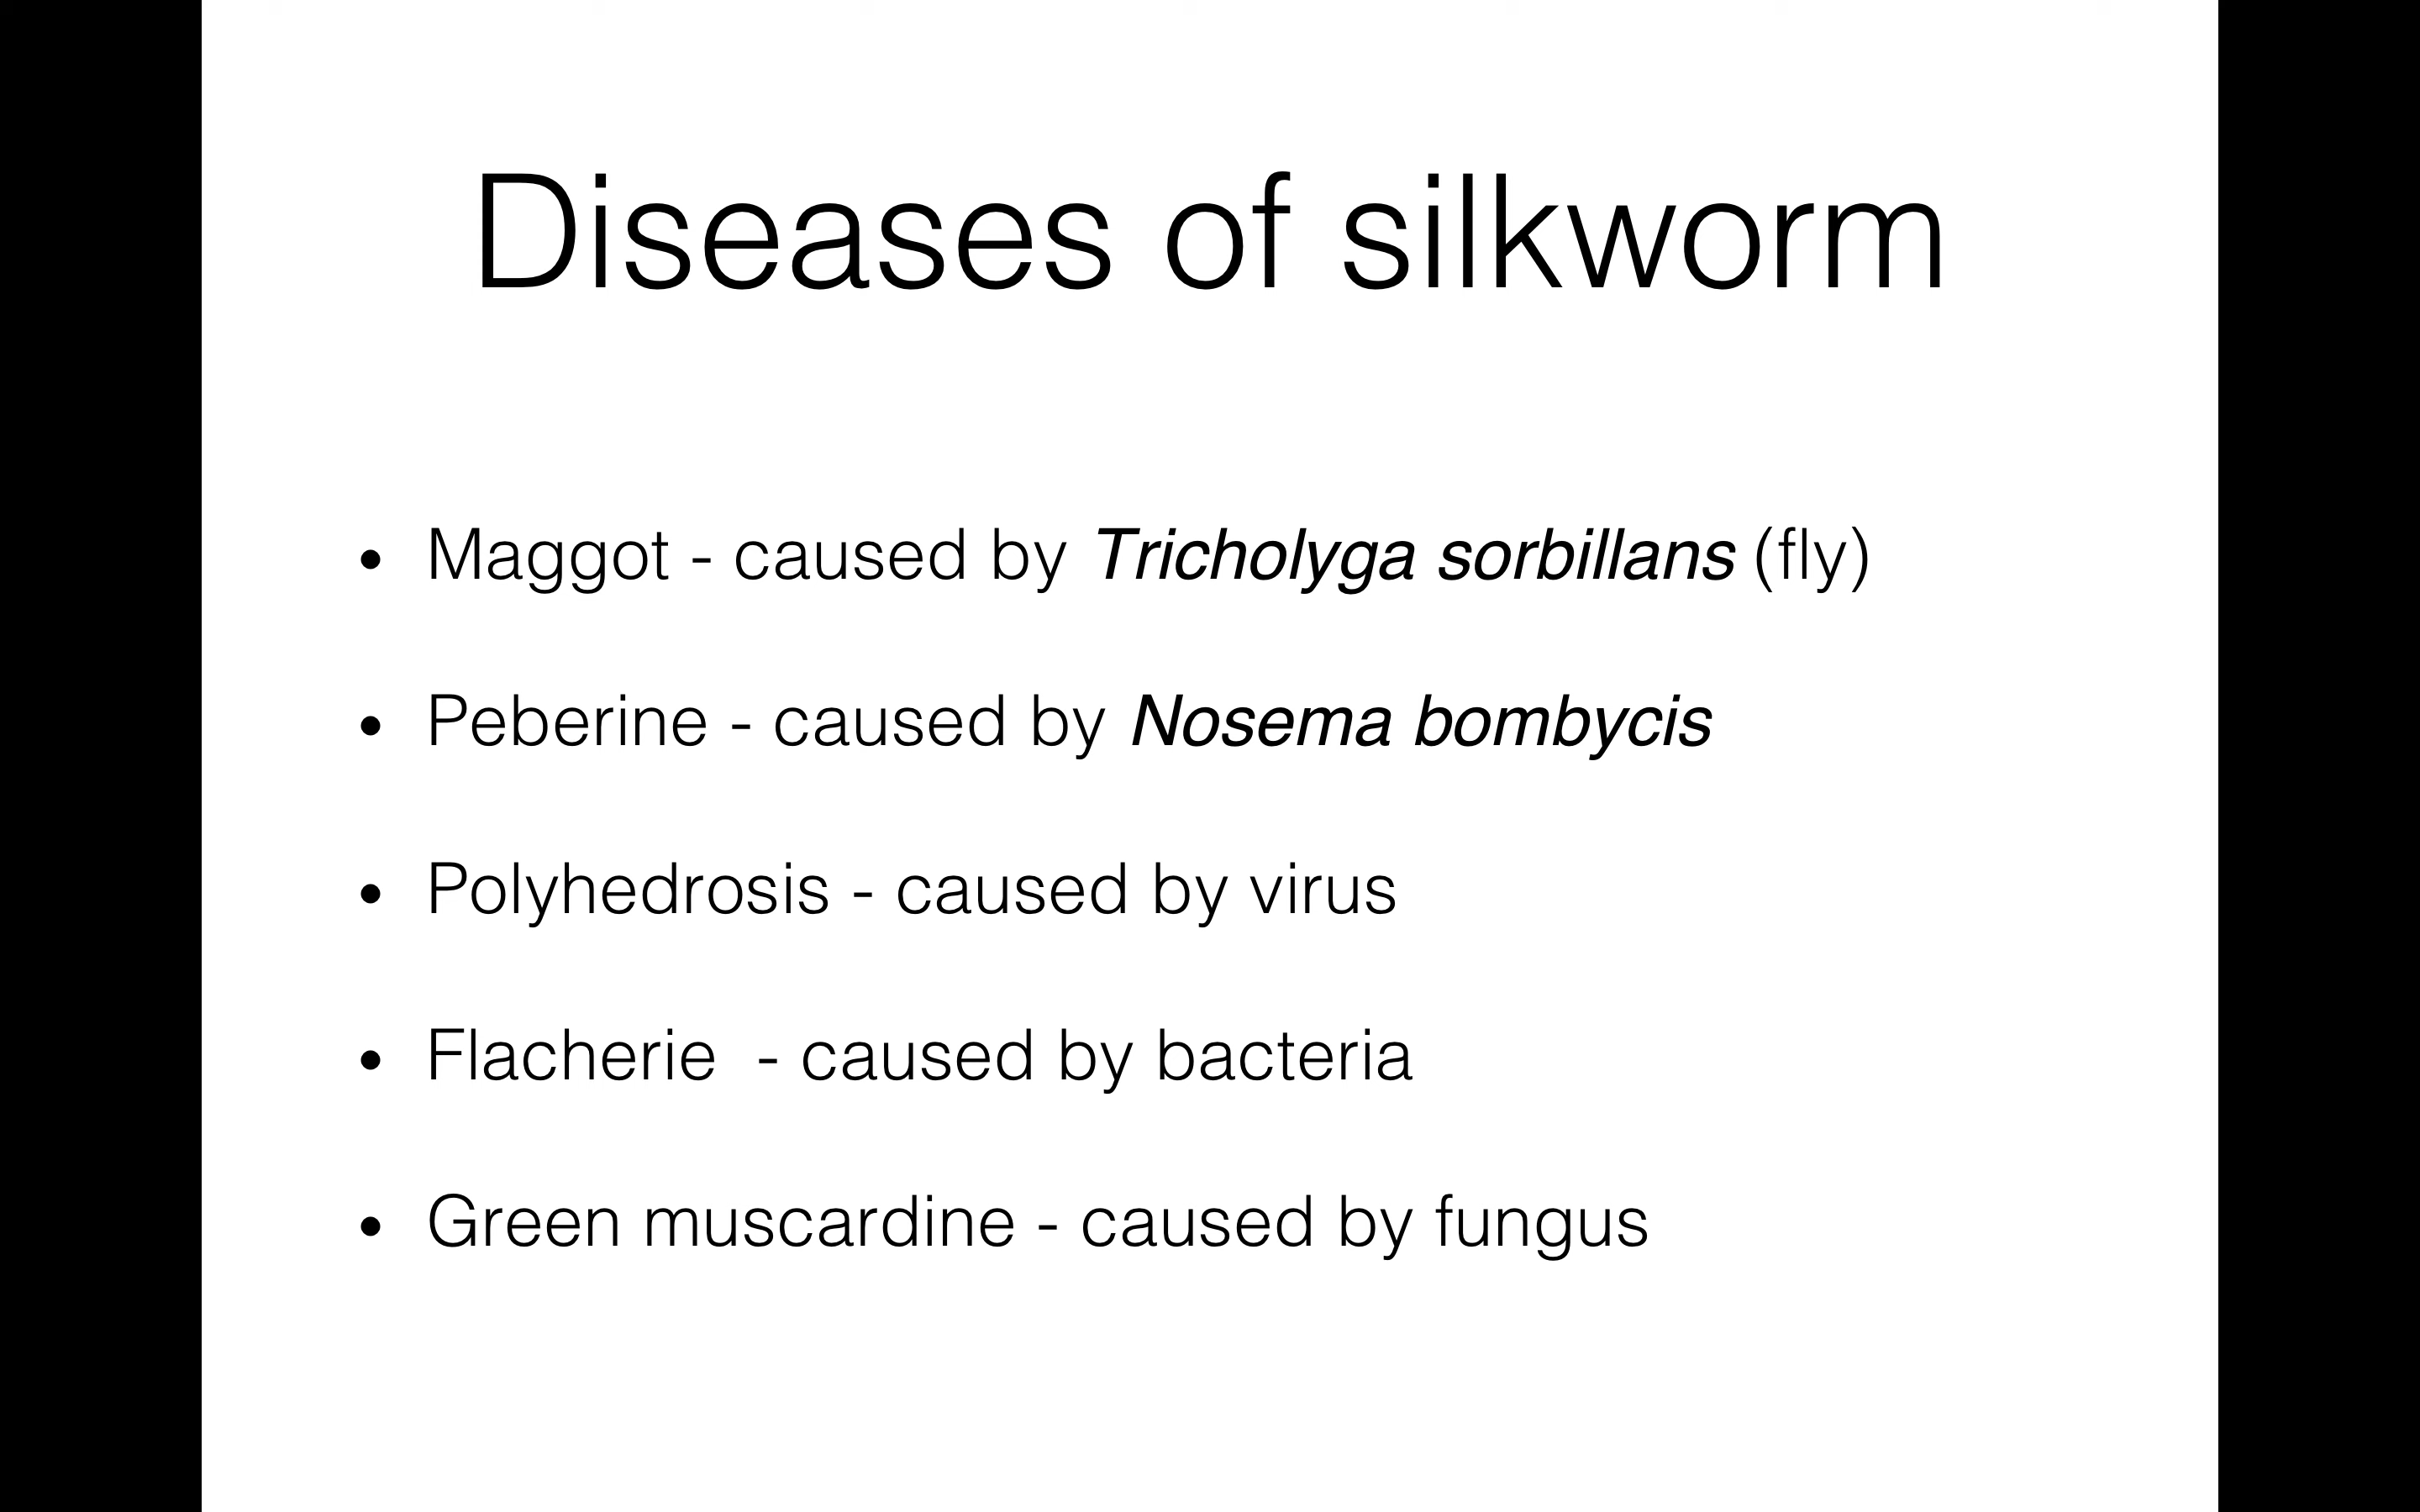 Diseases of silkworm
• Maggot - caused by Tricholyga sorbillans (fly)
• Peberine - caused by Nosema bombycis
• Polyhedrosis - caused by virus
• Flacherie  - caused by bacteria
• Green muscardine - caused by fungus